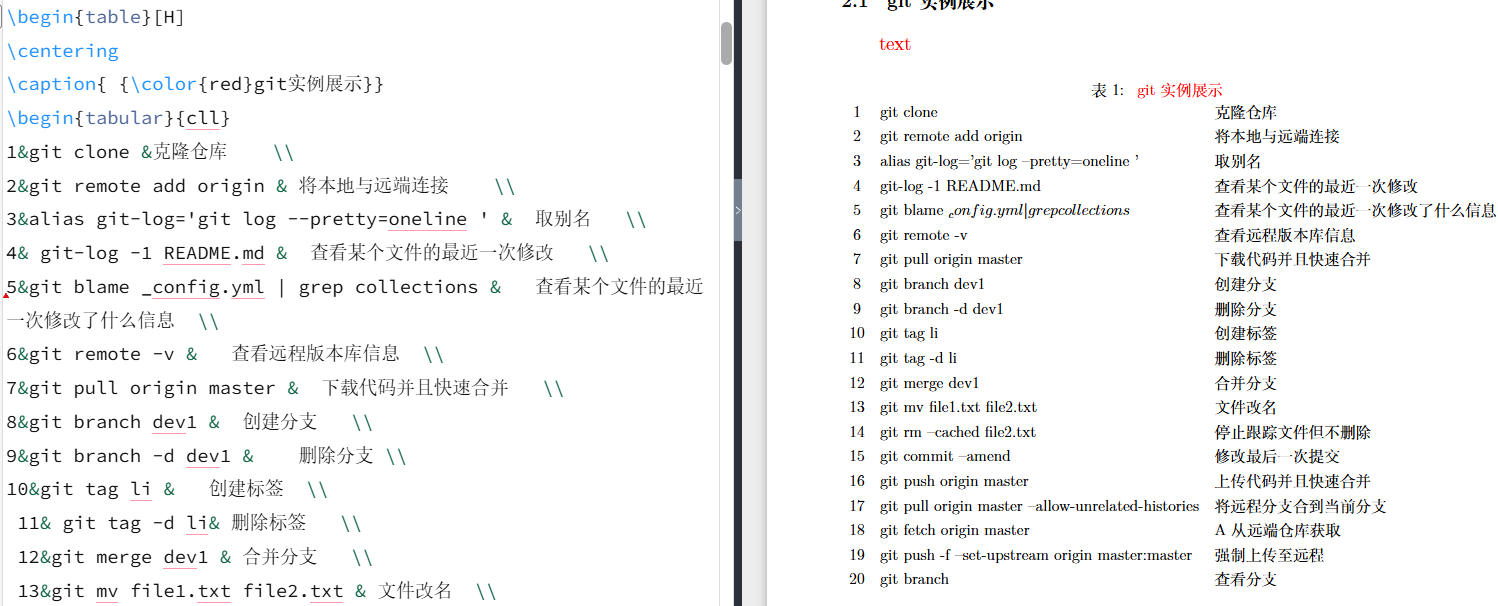 \begin{table}[H]
\centering
\caption{ {\color{red}git实例展示}}
\begin{tabular}{cll}
1&git clone &克隆仓库 \\
2&git remote add origin & 将本地与远端连接 \\
3&alias git-log='git log --pretty=oneline ' & 取别名 \\
4& git-log -1 README.md & 查看某个文件的最近一次修改 \\
5&git blame _config.yml | grep collections & 查看某个文件的最近
一次修改了什么信息 \\
6&git remote -v & 查看远程版本库信息 \\
7&git pull origin master & 下载代码并且快速合并 \\
8&git branch dev1 & 创建分支 \\
9&git branch -d dev1 & 删除分支 \\
10&git tag li & 创建标签 \\
11& git tag -d li& 删除标签 \\
12&git merge dev1 & 合并分支 \\
13&git mv file1.txt file2.txt & 文件改名 \\
2.1 git 实例展示
text
表 1: git 实例展示
1 git clone 克隆仓库
2 git remote add origin 将本地与远端连接
3 alias git-log='git log –pretty=oneline ' 取别名
4 git-log -1 README.md 查看某个文件的最近一次修改
5 git blame config.yml|grepcollections 查看某个文件的最近一次修改了什么信息
6 git remote -v 查看远程版本库信息
7 git pull origin master 下载代码并且快速合并
8 git branch dev1 创建分支
9 git branch -d dev1 删除分支
10 git tag li 创建标签
11 git tag -d li 删除标签
12 git merge dev1 合并分支
13 git mv file1.txt file2.txt 文件改名
14 git rm –cached file2.txt 停止跟踪文件但不删除
15 git commit –amend 修改最后一次提交
16 git push origin master 上传代码并且快速合并
17 git pull origin master –allow-unrelated-histories 将远程分支合到当前分支
18 git fetch origin master A 从远端仓库获取
19 git push -f –set-upstream origin master:master 强制上传至远程
20 git branch 查看分支